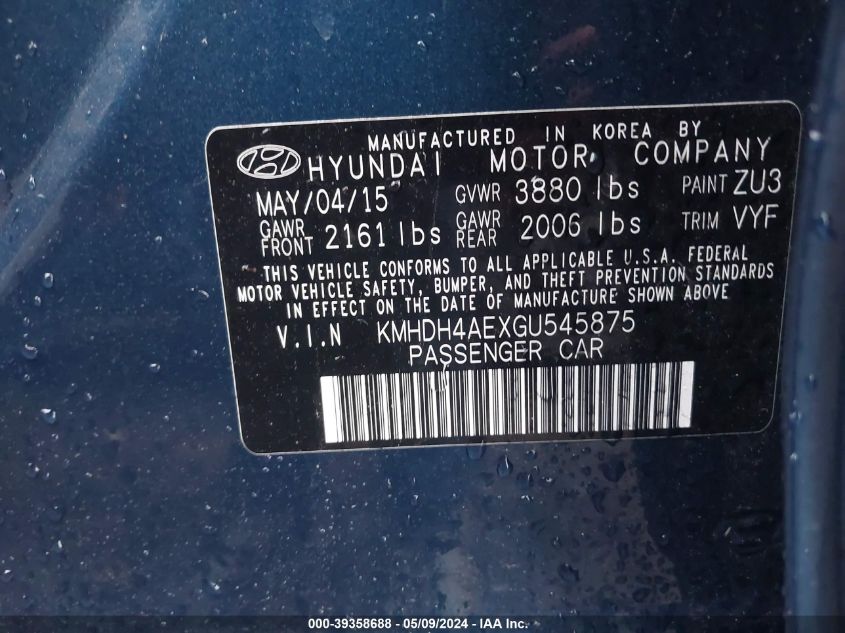 MANUFACTURED IN KOREA BY
HYUNDAI MOTOR COMPANY
MAY/04/15 GVWR 3880 lbs PAINT ZU3
GAWR FRONT 2161 lbs GAWR REAR 2006 lbs TRIM VYF
THIS VEHICLE CONFORMS TO ALL APPLICABLE U.S.A. FEDERAL
MOTOR VEHICLE SAFETY, BUMPER, AND THEFT PREVENTION STANDARDS
IN EFFECT ON THE DATE OF MANUFACTURE SHOWN ABOVE
V.I.N KMHDH4AEXGU545875
PASSENGER CAR
000-39358688 - 05/09/2024 - IAA Inc.